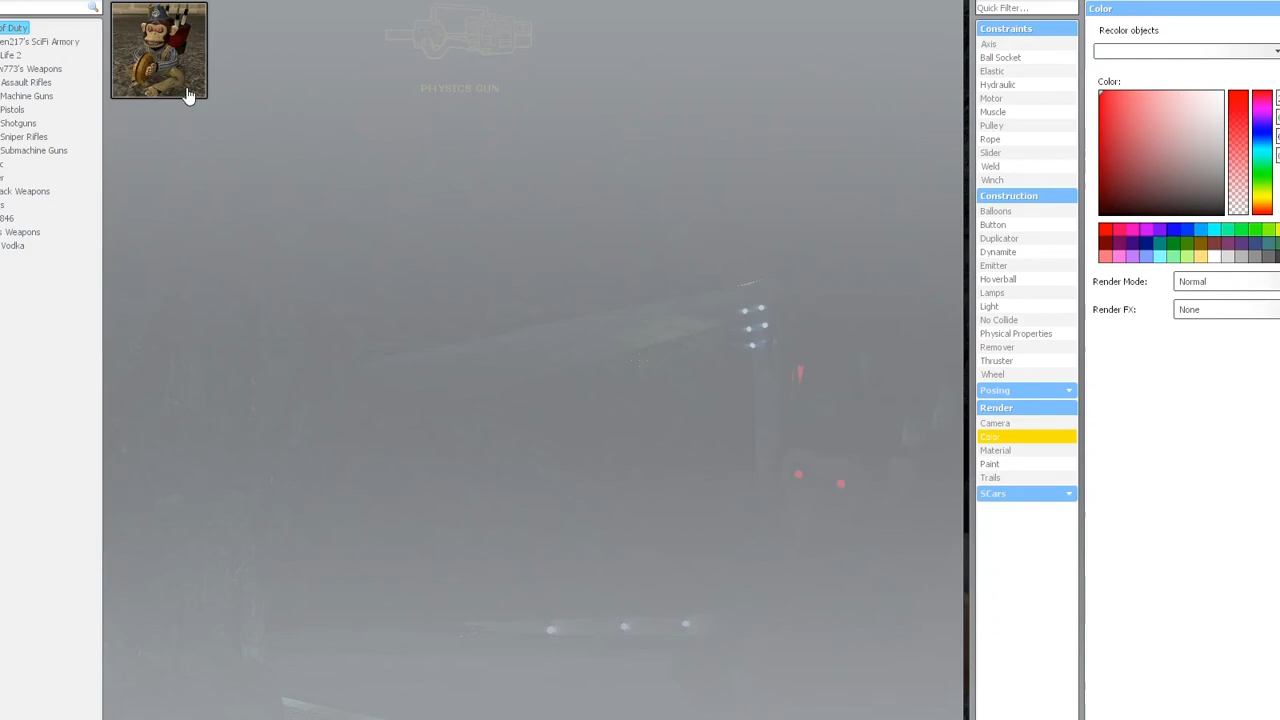 of Duty
en217's SciFi Armory
Life 2
w773's Weapons
Assault Rifles
Machine Guns
Pistols
Shotguns
Sniper Rifles
Submachine Guns
c
er
ack Weapons
s
846
s Weapons
Vodka
PHYSICS GUN
Quick Filter...
Constraints
Axis
Ball Socket
Elastic
Hydraulic
Motor
Muscle
Pulley
Rope
Slider
Weld
Winch
Construction
Balloons
Button
Duplicator
Dynamite
Emitter
Hoverball
Lamps
Light
No Collide
Physical Properties
Remover
Thruster
Wheel
Posing
Render
Camera
Color
Material
Paint
Trails
SCars
Color
Recolor objects
Color:
Render Mode: Normal
Render FX: None